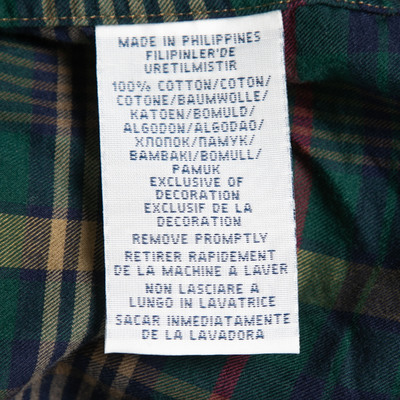 MADE IN PHILIPPINES
FILIPINLER'DE
URETILMISTIR
100% COTTON/COTON/
COTONE/BAUMWOLLE/
KATOEN/BOMULD/
ALGODON/ALGODAO/
ХЛОПОК/ПАМУК/
BAMBAKI/BOMULL/
PAMUK
EXCLUSIVE OF
DECORATION
EXCLUSIF DE LA
DECORATION
REMOVE PROMPTLY
RETIRER RAPIDEMENT
DE LA MACHINE A LAVER
NON LASCIARE A
LUNGO IN LAVATRICE
SACAR INMEDIATAMENTE
DE LA LAVADORA